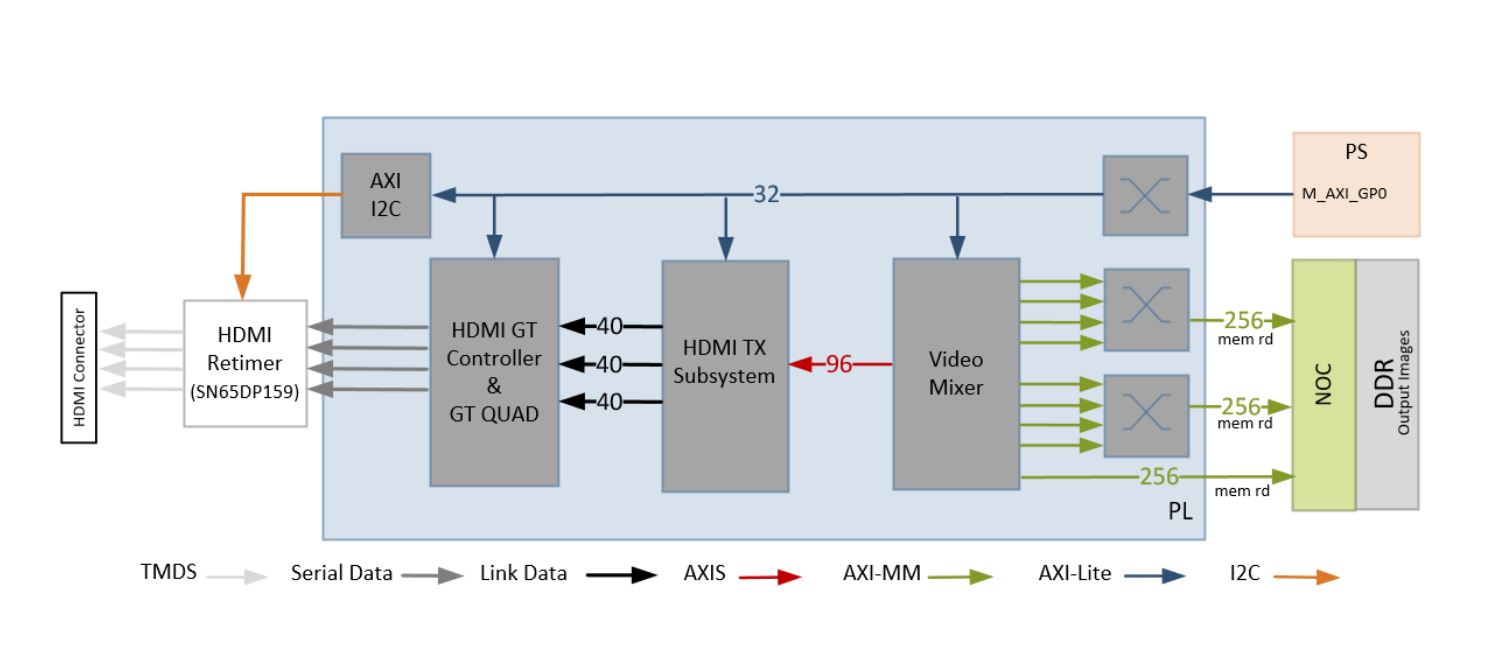 PS
M_AXI_GP0
AXI
I2C
32
HDMI Connector
HDMI
Retimer
(SN65DP159)
HDMI GT
Controller
&
GT QUAD
40
40
40
HDMI TX
Subsystem
96
Video
Mixer
256
mem rd
256
mem rd
256
mem rd
NOC
DDR
Output Images
PL
TMDS
Serial Data
Link Data
AXIS
AXI-MM
AXI-Lite
I2C